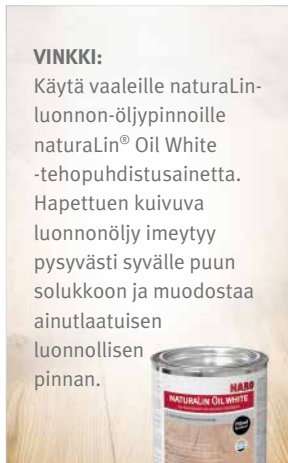 VINKKI:
Käytä vaaleille naturaLin-
luonnon-öljypinnoille
naturaLin® Oil White
-tehopuhdistusainetta.
Hapettuen kuivuva
luonnonöljy imeytyy
pysyvästi syvälle puun
solukkoon ja muodostaa
ainutlaatuisen
luonnollisen
pinnan.
HARO
NATURALIN OIL WHITE